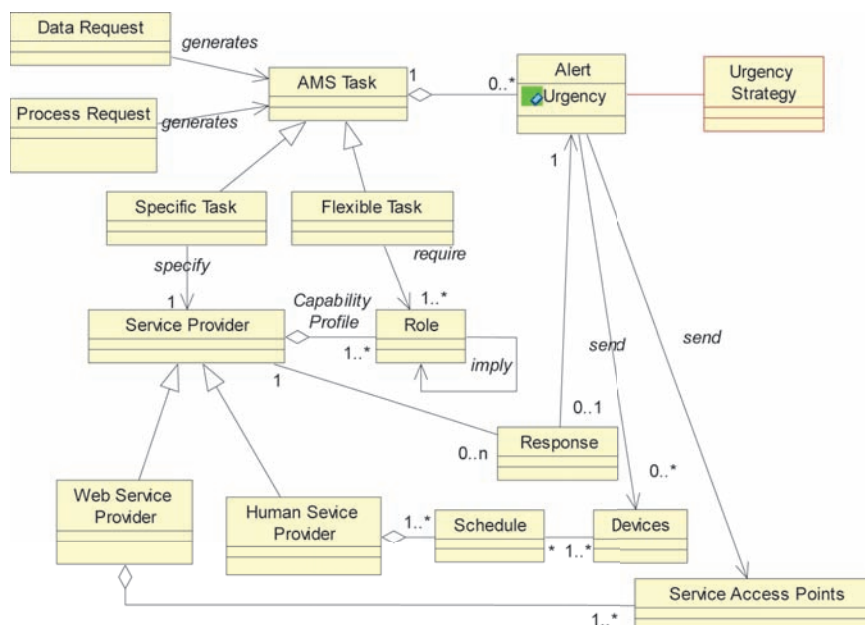 Data Request
generates
AMS Task
1
0..*
Alert
Urgency
Urgency
Strategy
Process Request
generates
1
Specific Task
Flexible Task
specify
require
1
Capability
Profile
1..*
Service Provider
Role
1..*
imply
send
send
1
0..1
0..n
Response
0..*
Web Service
Provider
Human Sevice
Provider
1..*
Schedule
*
1..*
Devices
Service Access Points
1..*